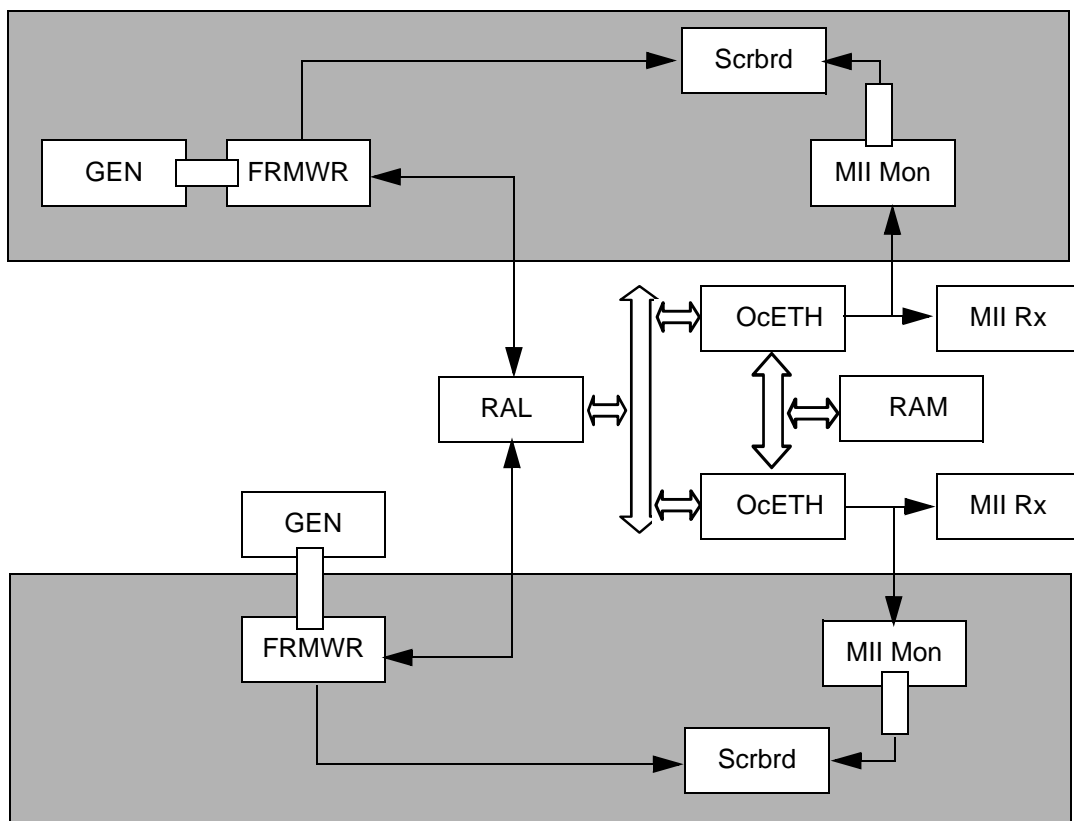 Scrbrd
GEN
FRMWR
MII Mon
OcETH
MII Rx
RAL
RAM
OcETH
MII Rx
GEN
FRMWR
MII Mon
Scrbrd